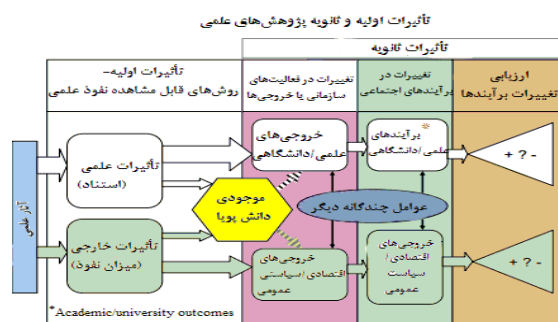 تأثیرات اولیه و ثانویه پژوهش‌های علمی
تأثیرات ثانویه
تأثیرات اولیه-
روش‌های قابل مشاهده نفوذ علمی
تغییرات در فعالیت‌های
سازمانی یا خروجی‌ها
تغییرات در
برآیندهای اجتماعی
ارزیابی
تغییرات برآیندها
آثار علمی
تأثیرات علمی
(استناد)
خروجی‌های
علمی/دانشگاهی
برآیندهای*
علمی/دانشگاهی
+ ? -
موجودی
دانش پویا
عوامل چندگانه دیگر
تأثیرات خارجی
(میزان نفوذ)
خروجی‌های
اقتصادی/سیاستی
عمومی
خروجی‌های
اقتصادی/
سیاست
عمومی
+ ? -
*Academic/university outcomes